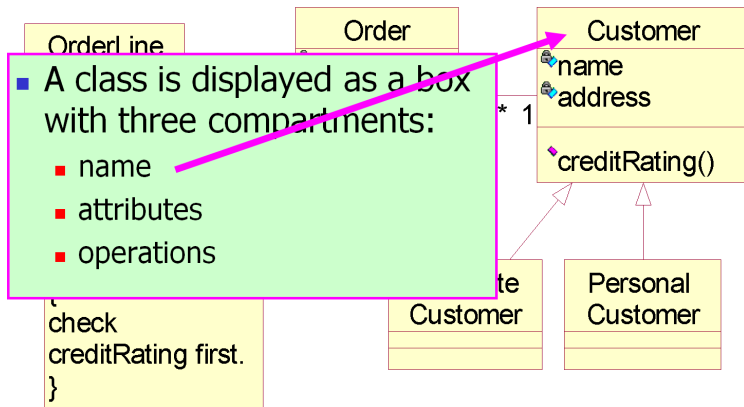 OrderLine
Order
Customer
name
address
creditRating()
* 1
A class is displayed as a box
with three compartments:
name
attributes
operations
{
check
creditRating first.
}
Customer
Personal
Customer